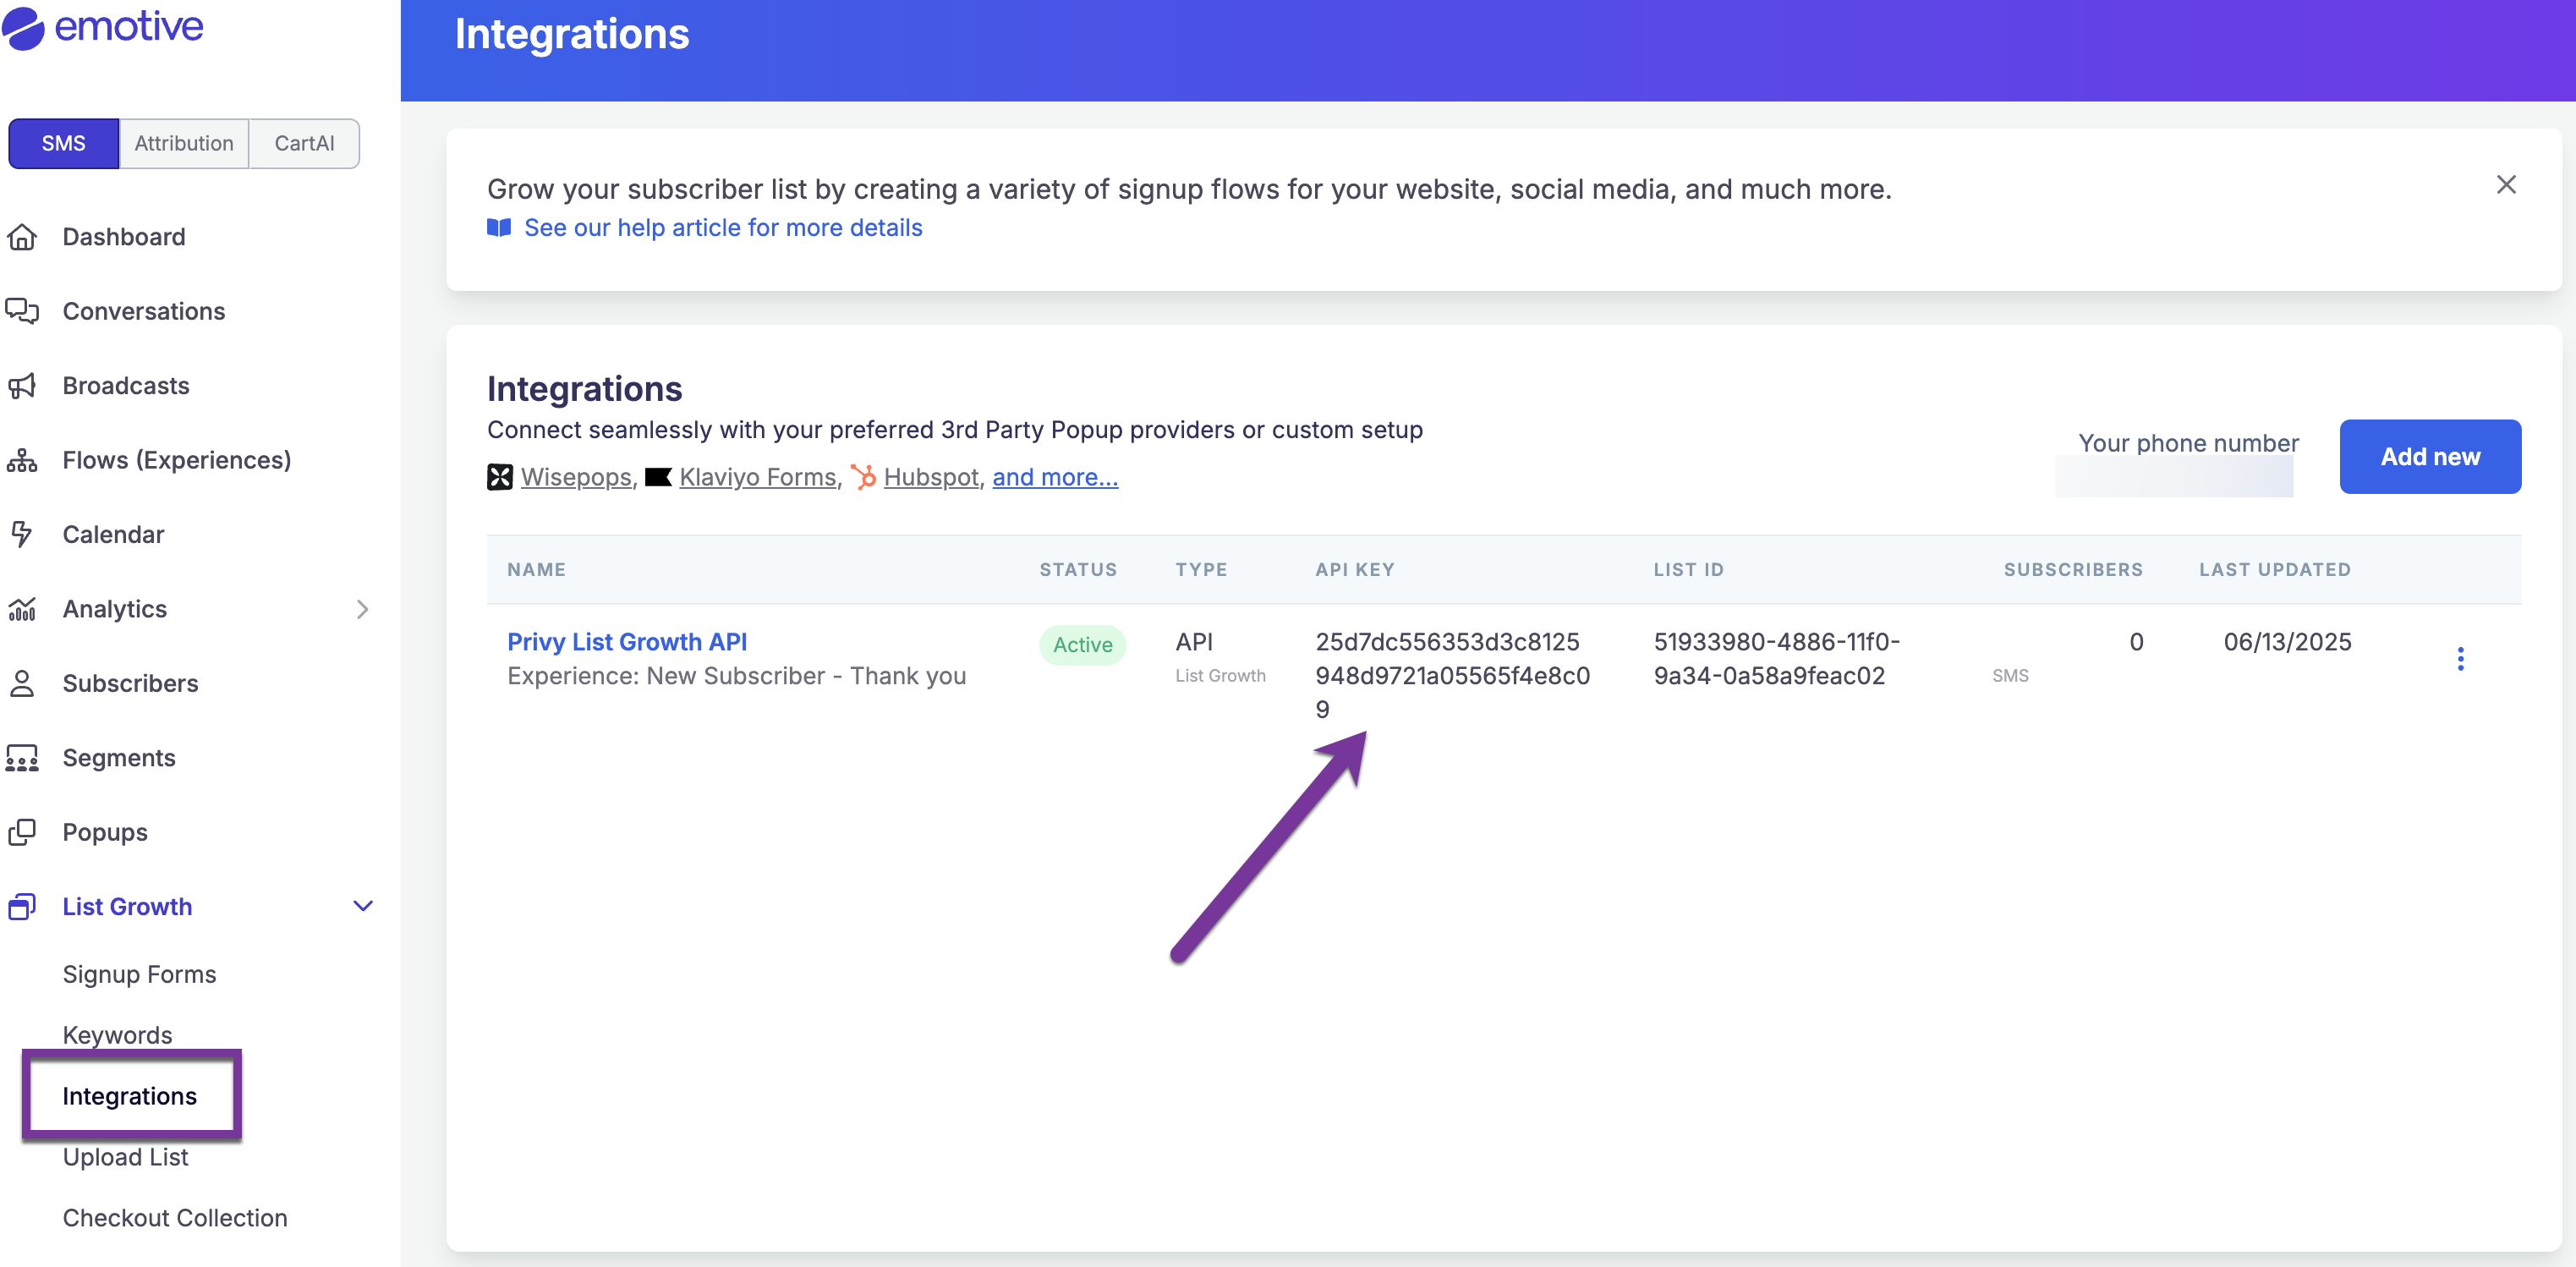 emotive
SMS
Attribution
CartAI
Dashboard
Conversations
Broadcasts
Flows (Experiences)
Calendar
Analytics
Subscribers
Segments
Popups
List Growth
Signup Forms
Keywords
Integrations
Upload List
Checkout Collection
Integrations
Grow your subscriber list by creating a variety of signup flows for your website, social media, and much more.
See our help article for more details
Integrations
Connect seamlessly with your preferred 3rd Party Popup providers or custom setup
Wisepops, Klaviyo Forms, Hubspot, and more...
Your phone number
Add new
NAME STATUS TYPE API KEY LIST ID SUBSCRIBERS LAST UPDATED
Privy List Growth API Active API 25d7dc556353d3c8125 51933980-4886-11f0- 0 06/13/2025
Experience: New Subscriber - Thank you List Growth 948d9721a05565f4e8c0 9a34-0a58a9feac02 SMS
9